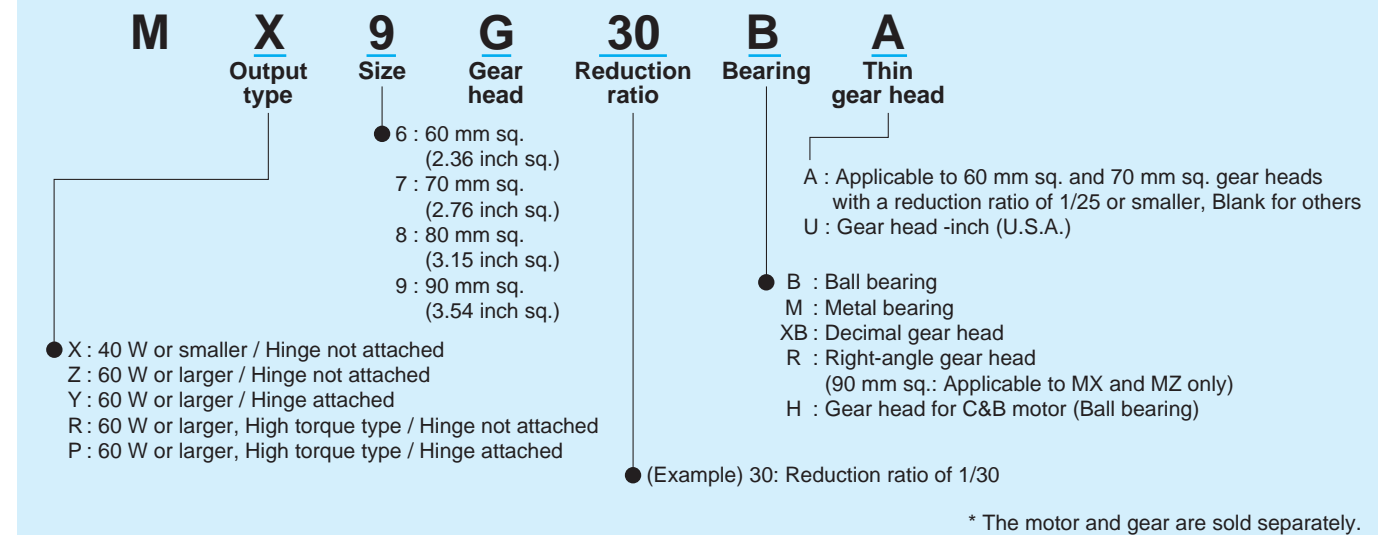 M X 9 G 30 B A
Output type
Size
Gear head
Reduction ratio
Bearing
Thin gear head
6 : 60 mm sq.
(2.36 inch sq.)
7 : 70 mm sq.
(2.76 inch sq.)
8 : 80 mm sq.
(3.15 inch sq.)
9 : 90 mm sq.
(3.54 inch sq.)
A : Applicable to 60 mm sq. and 70 mm sq. gear heads
with a reduction ratio of 1/25 or smaller, Blank for others
U : Gear head -inch (U.S.A.)
B : Ball bearing
M : Metal bearing
XB : Decimal gear head
R : Right-angle gear head
(90 mm sq.: Applicable to MX and MZ only)
H : Gear head for C&B motor (Ball bearing)
X : 40 W or smaller / Hinge not attached
Z : 60 W or larger / Hinge not attached
Y : 60 W or larger / Hinge attached
R : 60 W or larger, High torque type / Hinge not attached
P : 60 W or larger, High torque type / Hinge attached
(Example) 30: Reduction ratio of 1/30
* The motor and gear are sold separately.